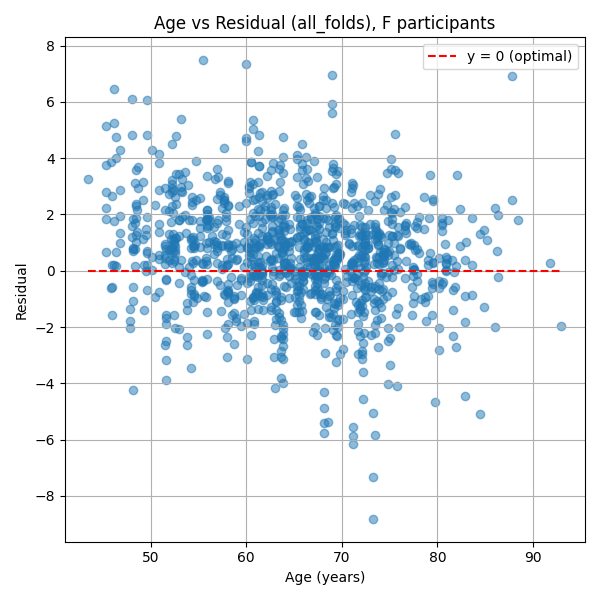 Age vs Residual (all_folds), F participants
y = 0 (optimal)
8
6
4
2
0
−2
−4
−6
−8
Residual
50 60 70 80 90
Age (years)